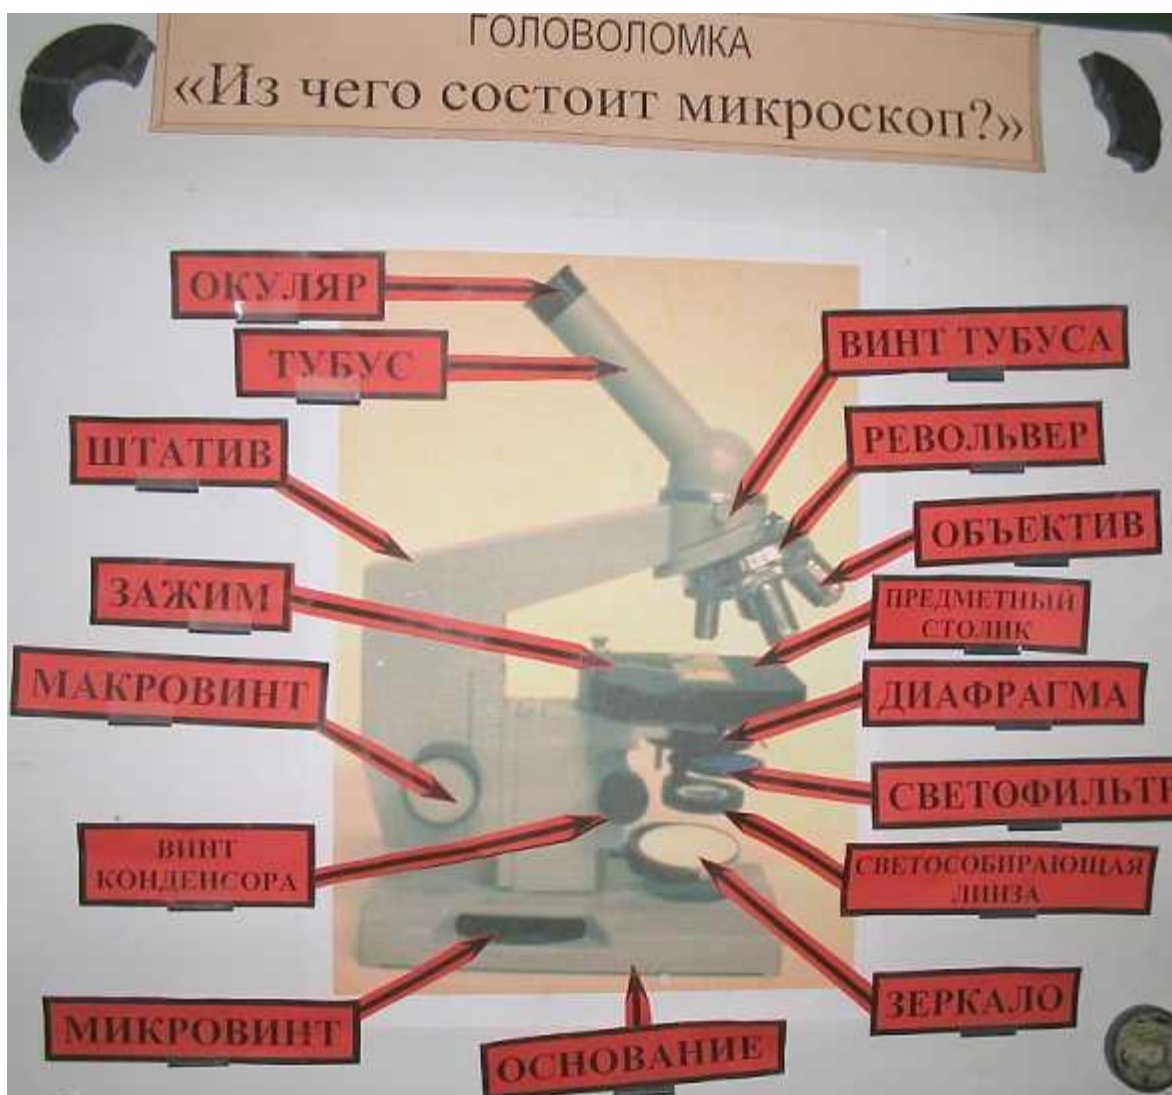 ГОЛОВОЛОМКА
«Из чего состоит микроскоп?»
ОКУЛЯР
ТУБУС
ШТАТИВ
ЗАЖИМ
МАКРОВИНТ
ВИНТ
КОНДЕНСОРА
МИКРОВИНТ
ОСНОВАНИЕ
ВИНТ ТУБУСА
РЕВОЛЬВЕР
ОБЪЕКТИВ
ПРЕДМЕТНЫЙ
СТОЛИК
ДИАФРАГМА
СВЕТОФИЛЬТР
СВЕТОСОБИРАЮЩАЯ
ЛИНЗА
ЗЕРКАЛО